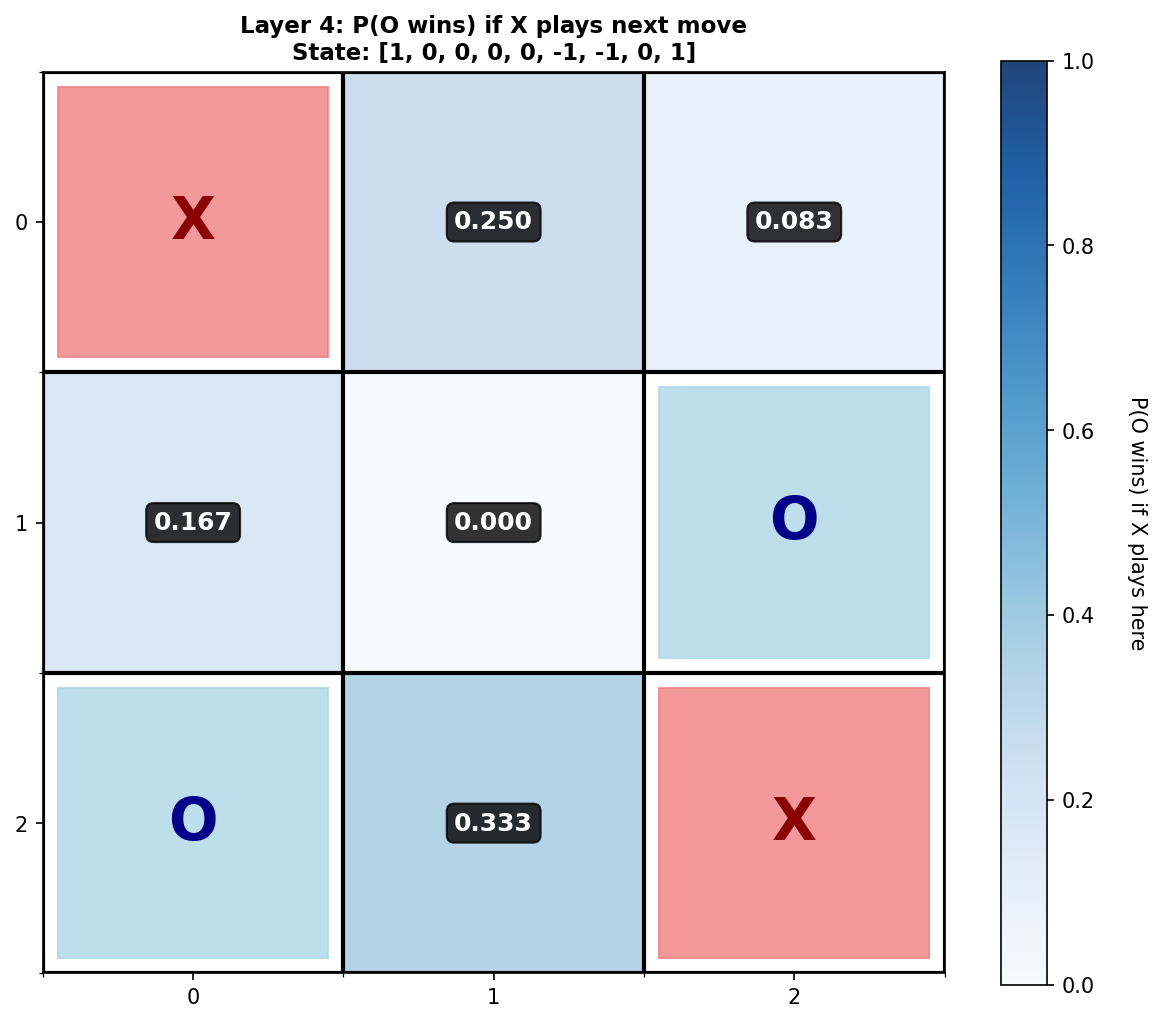 Layer 4: P(O wins) if X plays next move
State: [1, 0, 0, 0, 0, -1, -1, 0, 1]
X
0.250
0.083
0.167
0.000
O
O
0.333
X
0
1
2
0
1
2
1.0
0.8
0.6
0.4
0.2
0.0
P(O wins) if X plays here